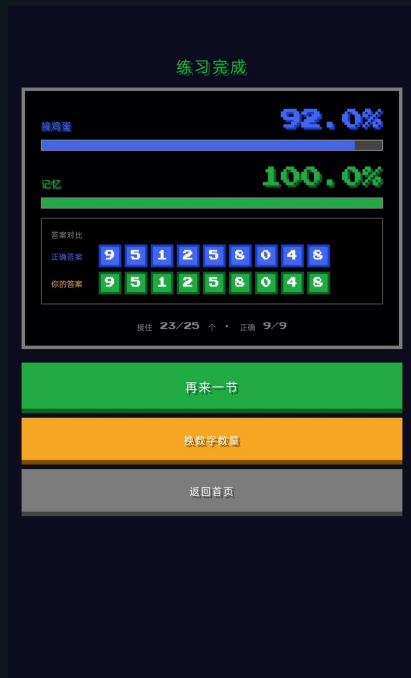 练习完成
接鸡蛋 92.0%
记忆 100.0%
答案对比
正确答案 9 5 1 2 5 8 0 4 8
你的答案 9 5 1 2 5 8 0 4 8
接住 23/25 个 · 正确 9/9
再来一节
换数字数量
返回首页